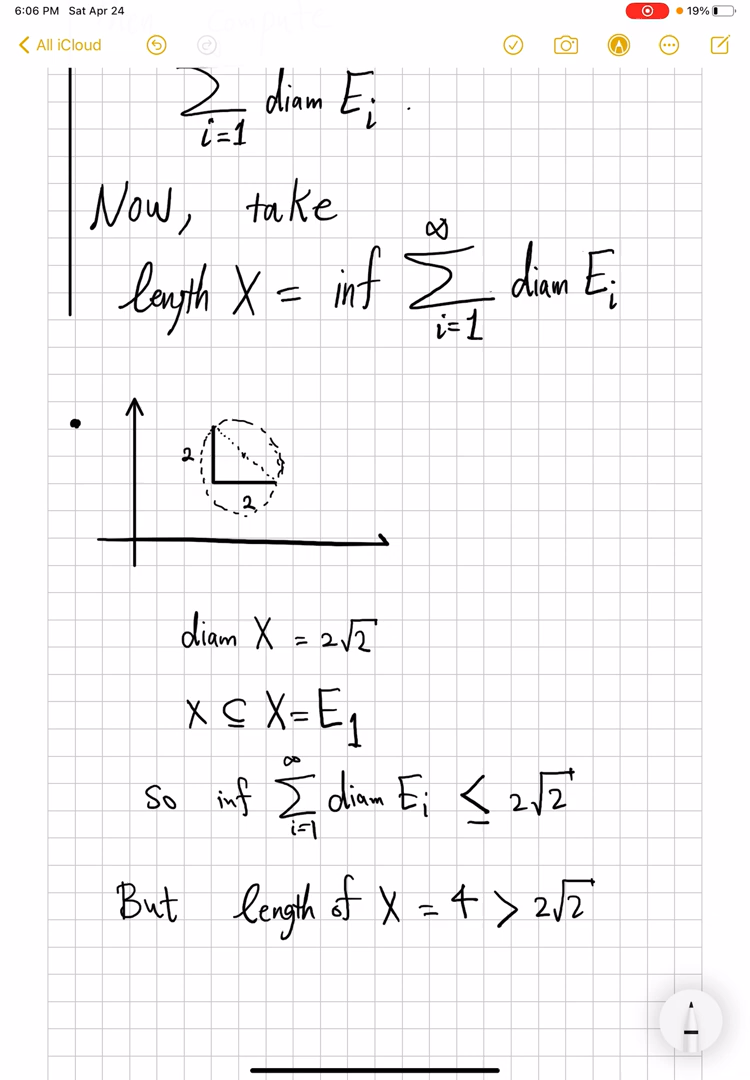 6:06 PM Sat Apr 24
19%
All iCloud
∑_{i=1} diam E_i .
Now, take
length X = inf ∑_{i=1}^{∞} diam E_i
2
2
diam X = 2√2
X ⊆ X = E_1
So inf ∑_{i=1}^{∞} diam E_i ≤ 2√2
But length of X = 4 > 2√2